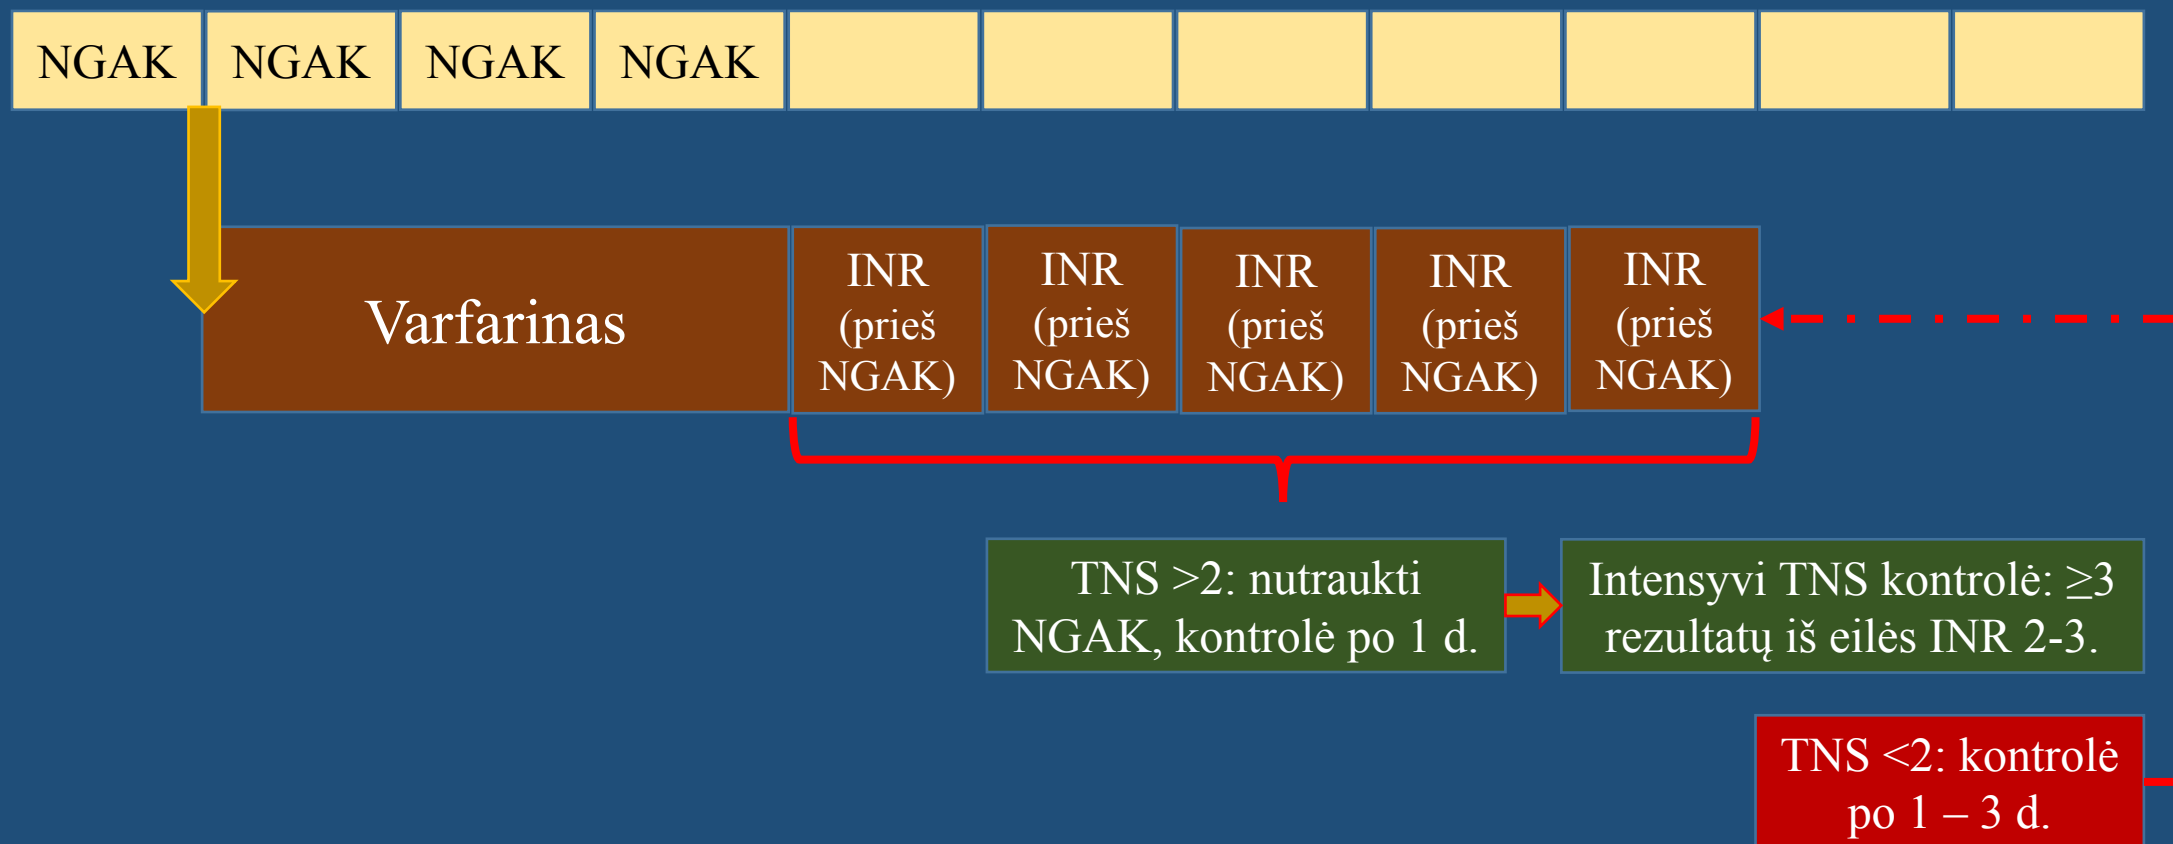 NGAK NGAK NGAK NGAK
Varfarinas
INR
(prieš
NGAK)
INR
(prieš
NGAK)
INR
(prieš
NGAK)
INR
(prieš
NGAK)
INR
(prieš
NGAK)
TNS >2: nutraukti
NGAK, kontrolė po 1 d.
Intensyvi TNS kontrolė: ≥3
rezultatų iš eilės INR 2-3.
TNS <2: kontrolė
po 1 – 3 d.